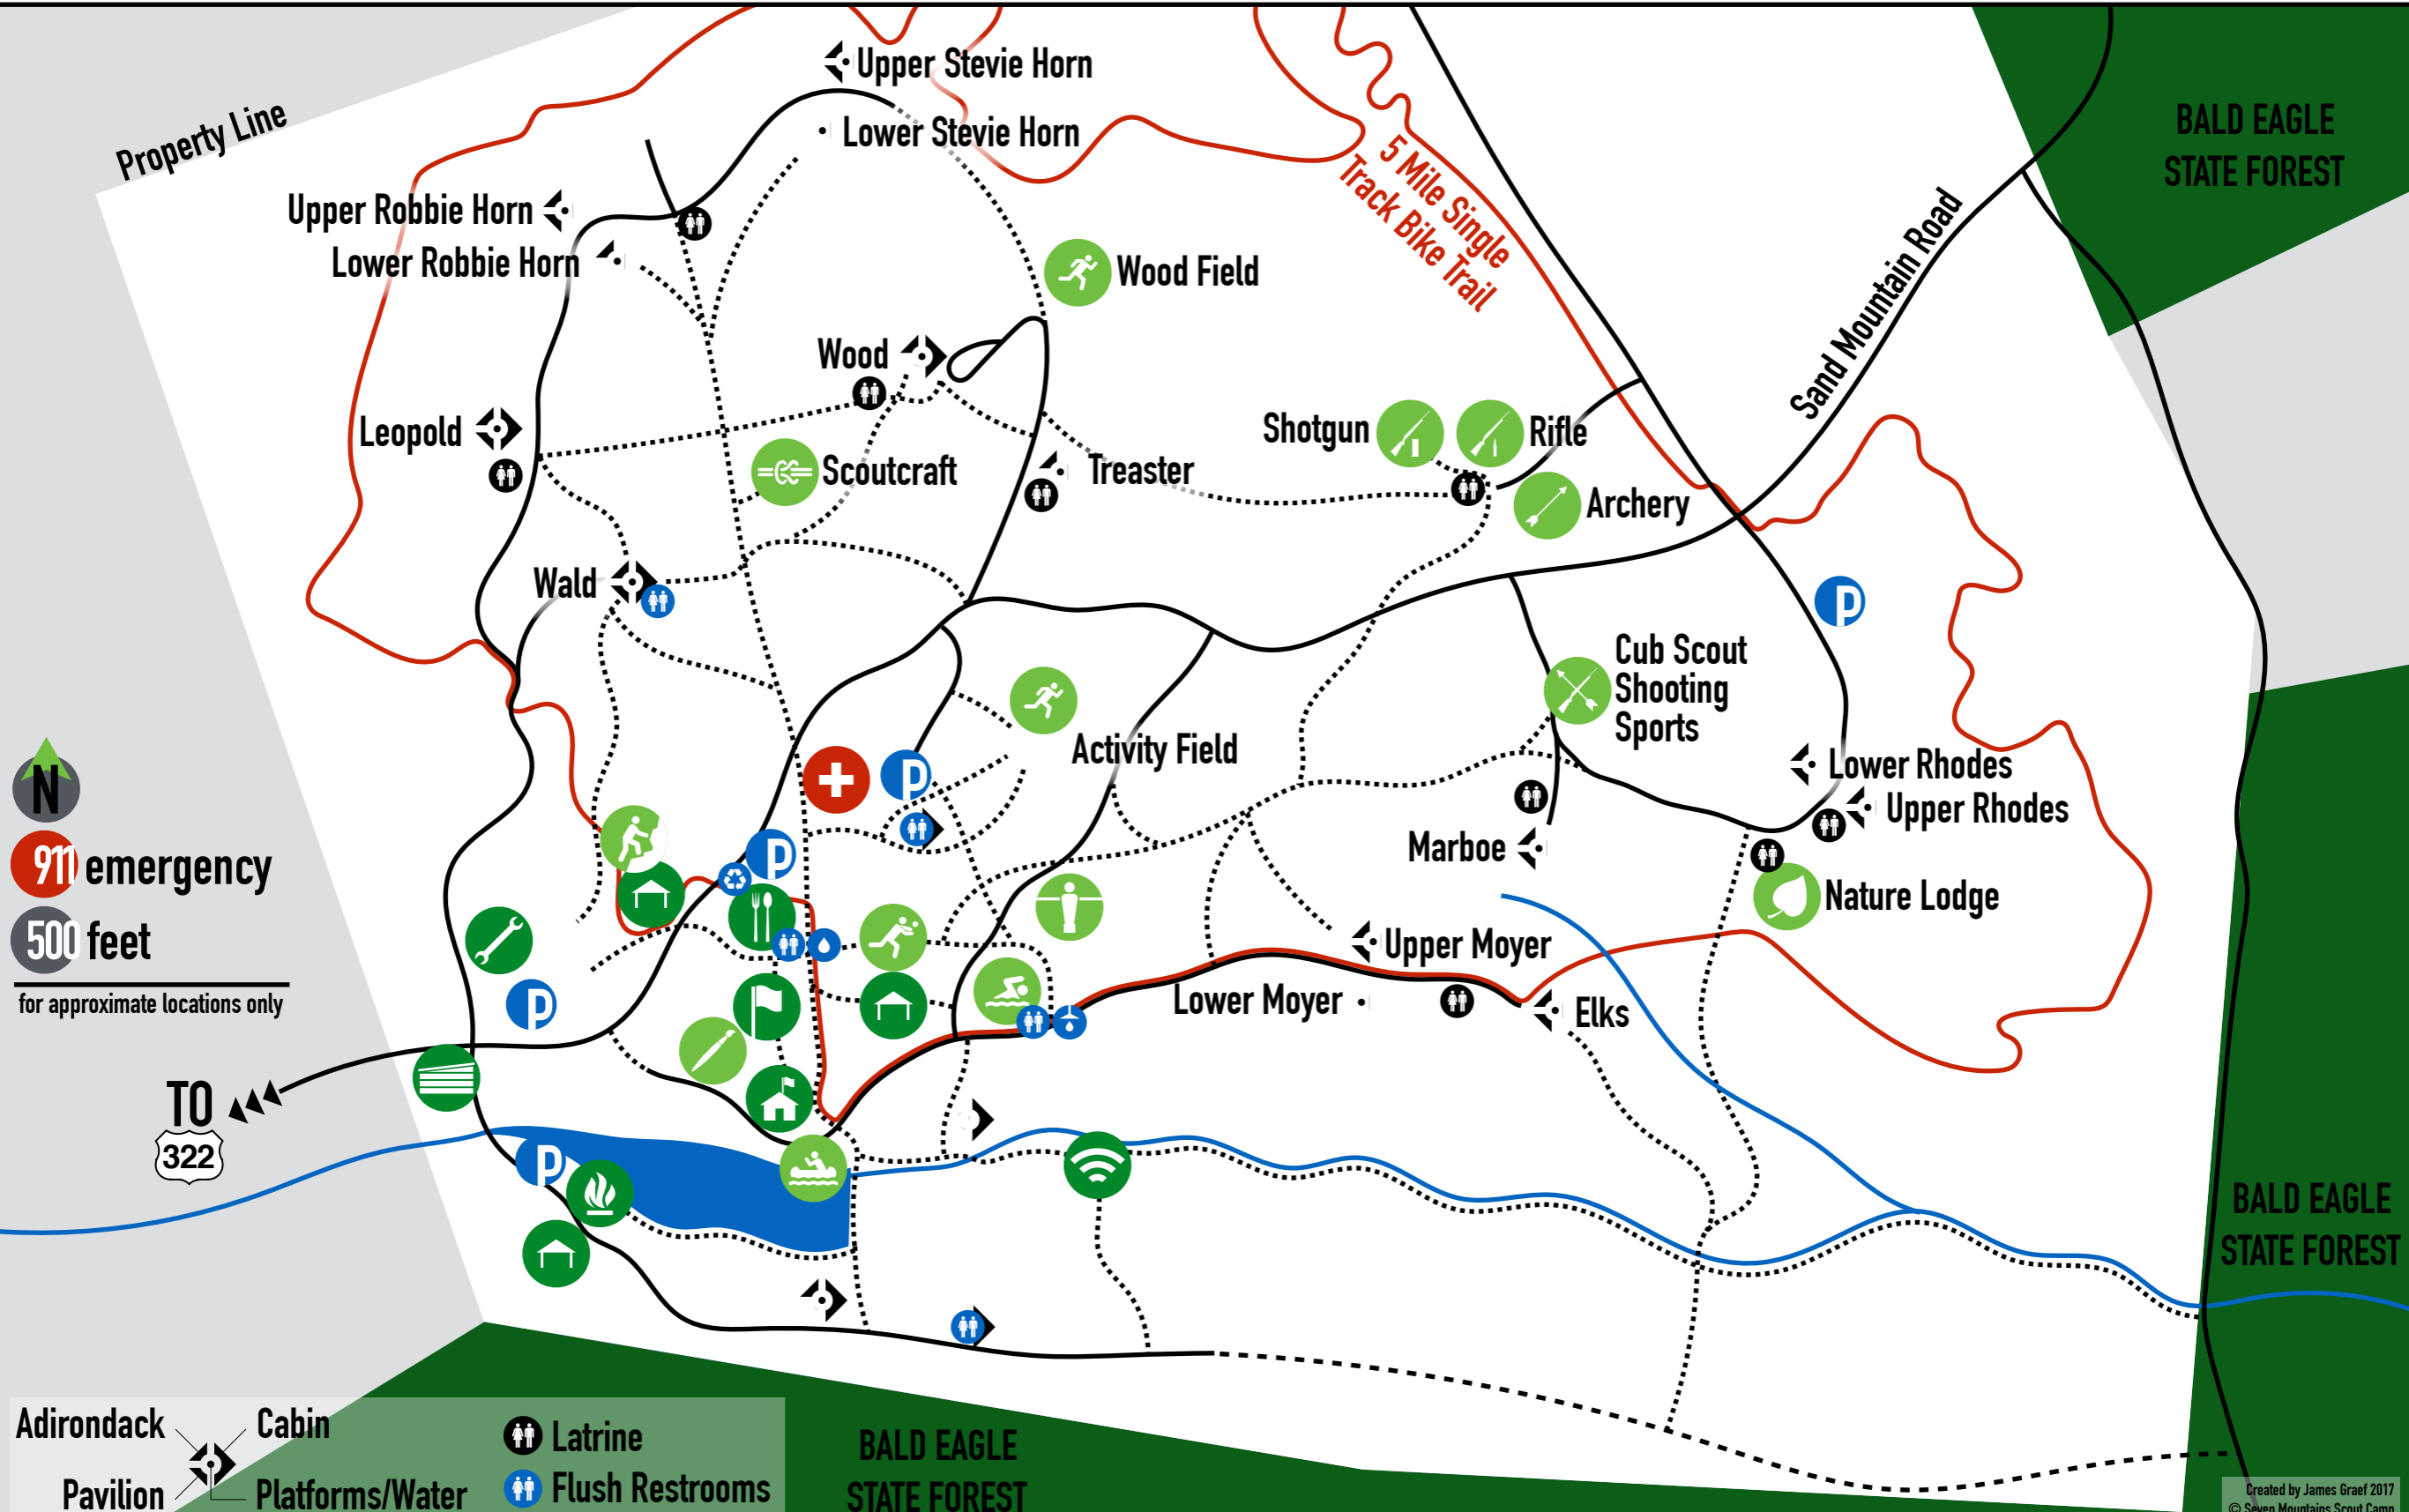 Property Line
Upper Stevie Horn
Lower Stevie Horn
Upper Robbie Horn
Lower Robbie Horn
Wood Field
5 Mile Single
Track Bike Trail
BALD EAGLE
STATE FOREST
Sand Mountain Road
Wood
Leopold
Scoutcraft
Treaster
Shotgun
Rifle
Archery
Wald
P
Cub Scout
Shooting
Sports
Activity Field
P
Lower Rhodes
Upper Rhodes
Marboe
P
Nature Lodge
N
911 emergency
500 feet
for approximate locations only
P
Upper Moyer
Lower Moyer
Elks
TO
322
P
BALD EAGLE
STATE FOREST
Adirondack
Cabin
Pavilion
Platforms/Water
Latrine
Flush Restrooms
BALD EAGLE
STATE FOREST
Created by James Graef 2017
© Seven Mountains Scout Camp